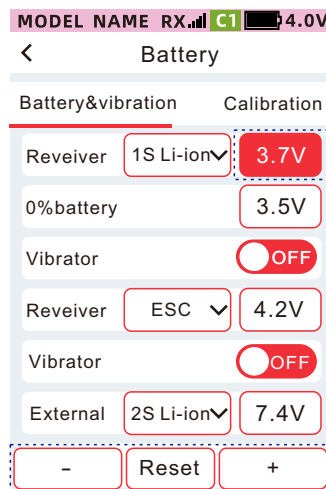 MODEL NAME RX C1 4.0V
Battery
Battery&vibration Calibration
Reveiver 1S Li-ion 3.7V
0%battery 3.5V
Vibrator OFF
Reveiver ESC 4.2V
Vibrator OFF
External 2S Li-ion 7.4V
- Reset +